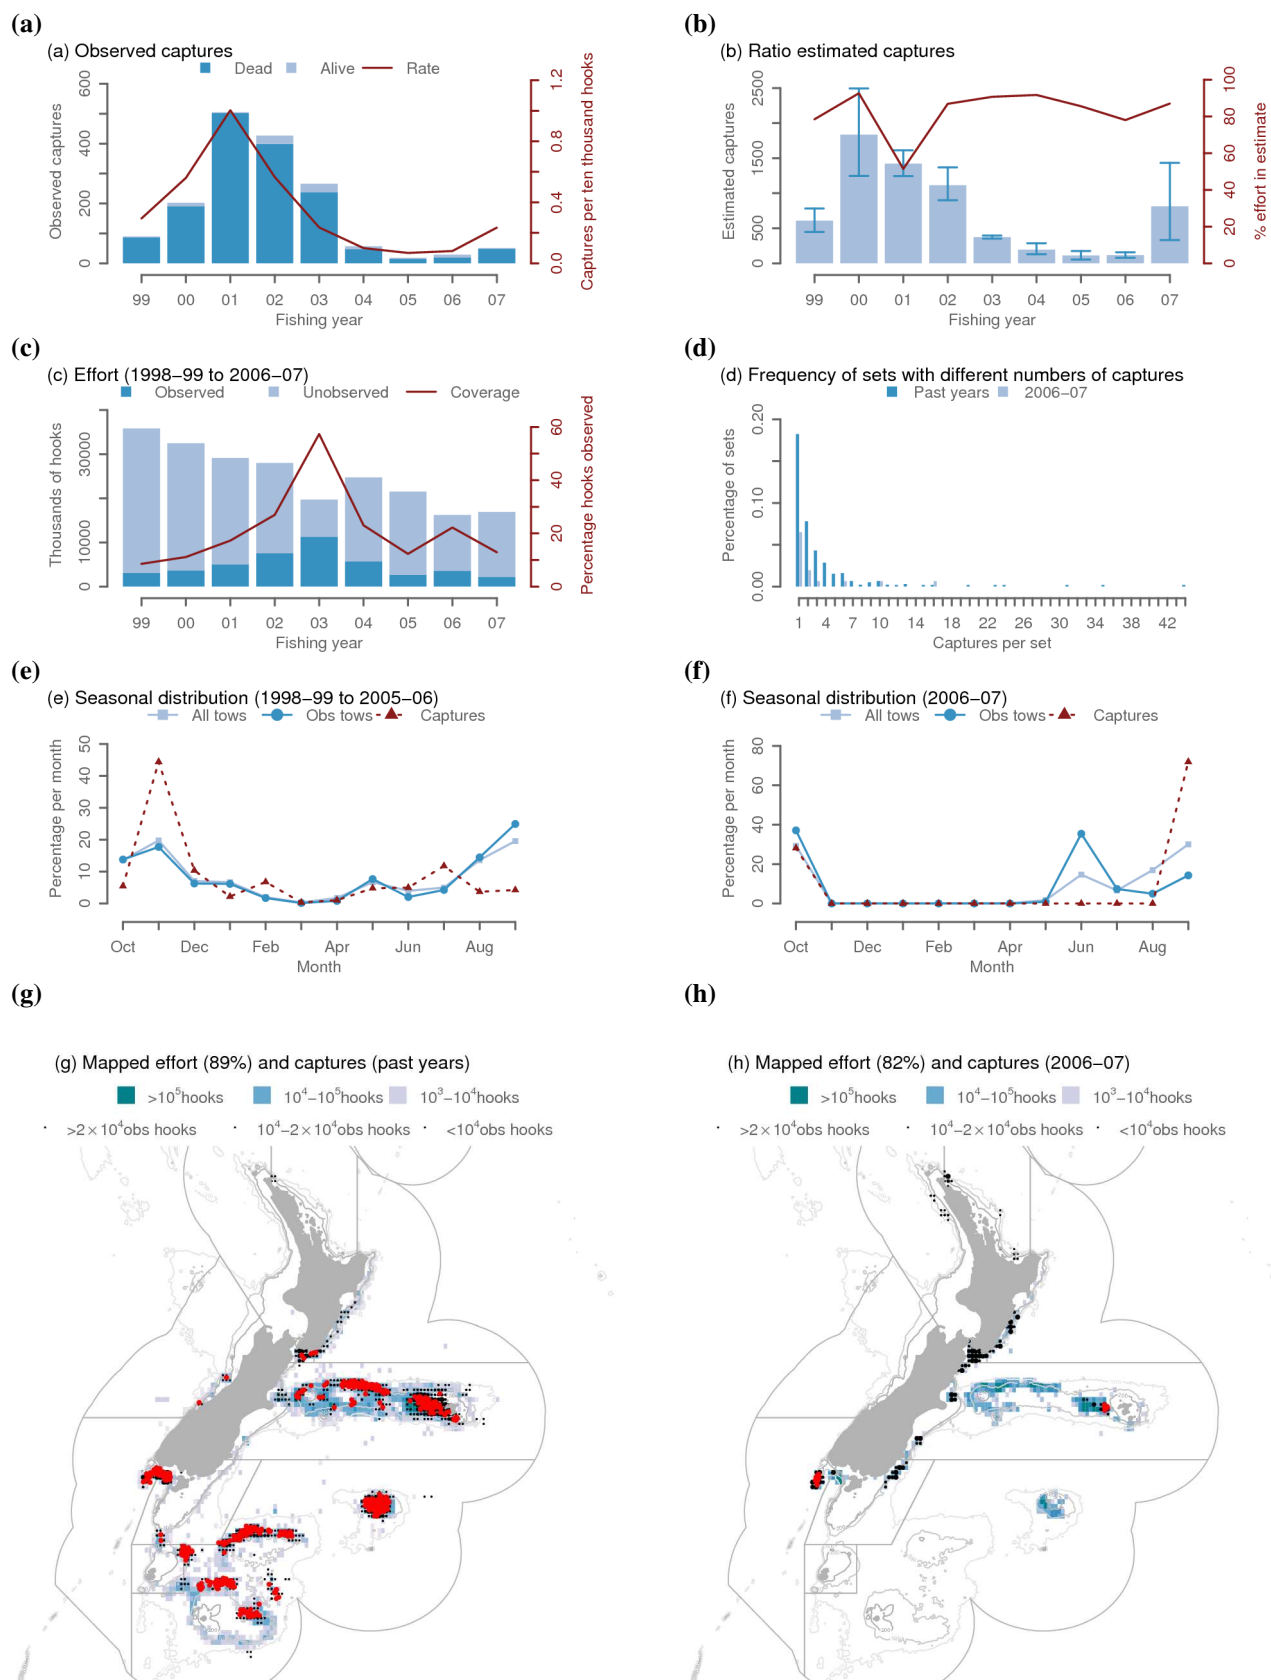 (a)
(a) Observed captures
Dead Alive Rate
Observed captures
0 200 400 600
0.0 0.4 0.8 1.2
Captures per ten thousand hooks
99 00 01 02 03 04 05 06 07
Fishing year
(b)
(b) Ratio estimated captures
Estimated captures
0 500 1500 2500
0 20 40 60 80 100
% effort in estimate
99 00 01 02 03 04 05 06 07
Fishing year
(c)
(c) Effort (1998–99 to 2006–07)
Observed Unobserved Coverage
Thousands of hooks
0 10000 30000
0 20 40 60
Percentage hooks observed
99 00 01 02 03 04 05 06 07
Fishing year
(d)
(d) Frequency of sets with different numbers of captures
Past years 2006–07
Percentage of sets
0.00 0.10 0.20
1 4 7 10 14 18 22 26 30 34 38 42
Captures per set
(e)
(e) Seasonal distribution (1998–99 to 2005–06)
All tows Obs tows Captures
Percentage per month
0 10 20 30 40 50
Oct Dec Feb Apr Jun Aug
Month
(f)
(f) Seasonal distribution (2006–07)
All tows Obs tows Captures
Percentage per month
0 20 40 60 80
Oct Dec Feb Apr Jun Aug
Month
(g)
(g) Mapped effort (89%) and captures (past years)
>10⁵hooks 10⁴–10⁵hooks 10³–10⁴hooks
>2×10⁴obs hooks 10⁴–2×10⁴obs hooks <10⁴obs hooks
(h)
(h) Mapped effort (82%) and captures (2006–07)
>10⁵hooks 10⁴–10⁵hooks 10³–10⁴hooks
>2×10⁴obs hooks 10⁴–2×10⁴obs hooks <10⁴obs hooks